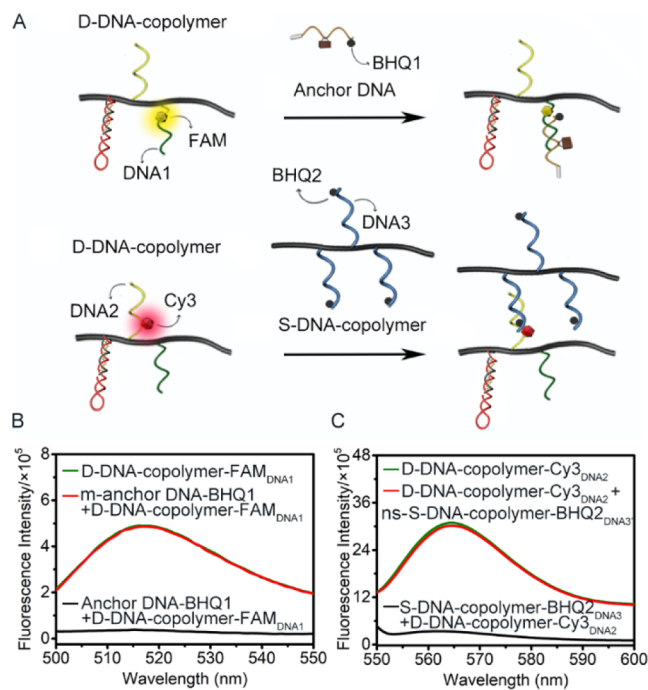 A
D-DNA-copolymer
BHQ1
Anchor DNA
FAM
DNA1
BHQ2
DNA3
D-DNA-copolymer
DNA2
Cy3
S-DNA-copolymer
B
Fluorescence Intensity/×10⁵
8
6
4
2
0
D-DNA-copolymer-FAM_DNA1
m-anchor DNA-BHQ1
+D-DNA-copolymer-FAM_DNA1
Anchor DNA-BHQ1
+D-DNA-copolymer-FAM_DNA1
500 510 520 530 540 550
Wavelength (nm)
C
Fluorescence Intensity/×10⁵
48
36
24
12
0
D-DNA-copolymer-Cy3_DNA2
D-DNA-copolymer-Cy3_DNA2 +
ns-S-DNA-copolymer-BHQ2_DNA3'
S-DNA-copolymer-BHQ2_DNA3
+D-DNA-copolymer-Cy3_DNA2
550 560 570 580 590 600
Wavelength (nm)